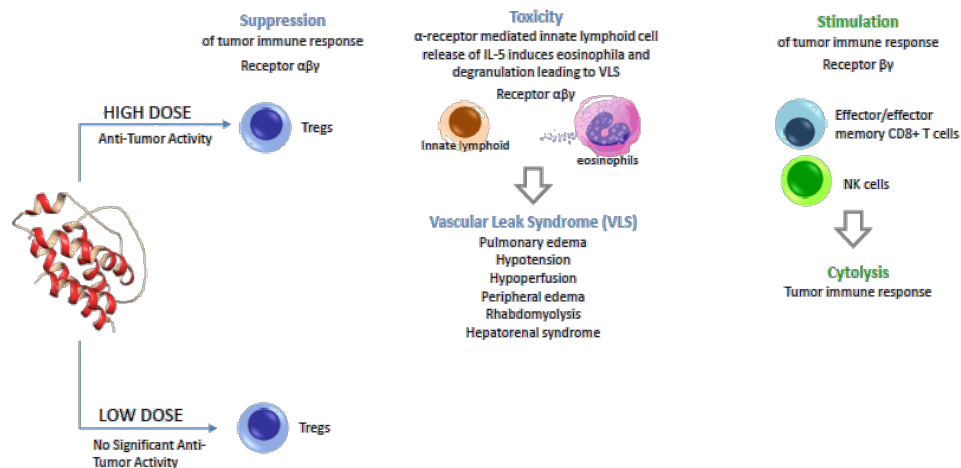 Suppression
of tumor immune response
Receptor αβγ
HIGH DOSE
Anti-Tumor Activity
Tregs
Toxicity
α-receptor mediated innate lymphoid cell
release of IL-5 induces eosinophila and
degranulation leading to VLS
Receptor αβγ
Innate lymphoid
eosinophils
Vascular Leak Syndrome (VLS)
Pulmonary edema
Hypotension
Hypoperfusion
Peripheral edema
Rhabdomyolysis
Hepatorenal syndrome
Stimulation
of tumor immune response
Receptor βγ
Effector/effector
memory CD8+ T cells
NK cells
Cytolysis
Tumor immune response
LOW DOSE
No Significant Anti-
Tumor Activity
Tregs